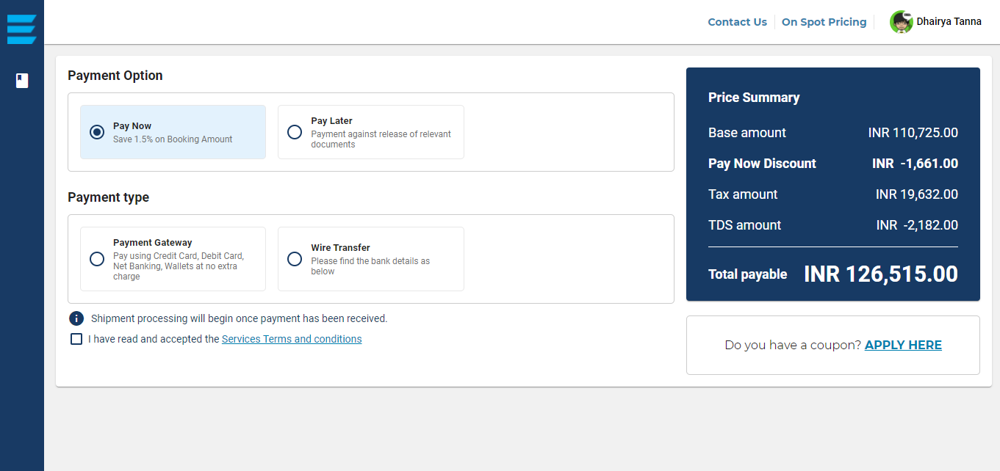 Contact Us
On Spot Pricing
Dhairya Tanna
Payment Option
Pay Now
Save 1.5% on Booking Amount
Pay Later
Payment against release of relevant
documents
Payment type
Payment Gateway
Pay using Credit Card, Debit Card,
Net Banking, Wallets at no extra
charge
Wire Transfer
Please find the bank details as
below
Shipment processing will begin once payment has been received.
I have read and accepted the Services Terms and conditions
Price Summary
Base amount INR 110,725.00
Pay Now Discount INR -1,661.00
Tax amount INR 19,632.00
TDS amount INR -2,182.00
Total payable INR 126,515.00
Do you have a coupon? APPLY HERE